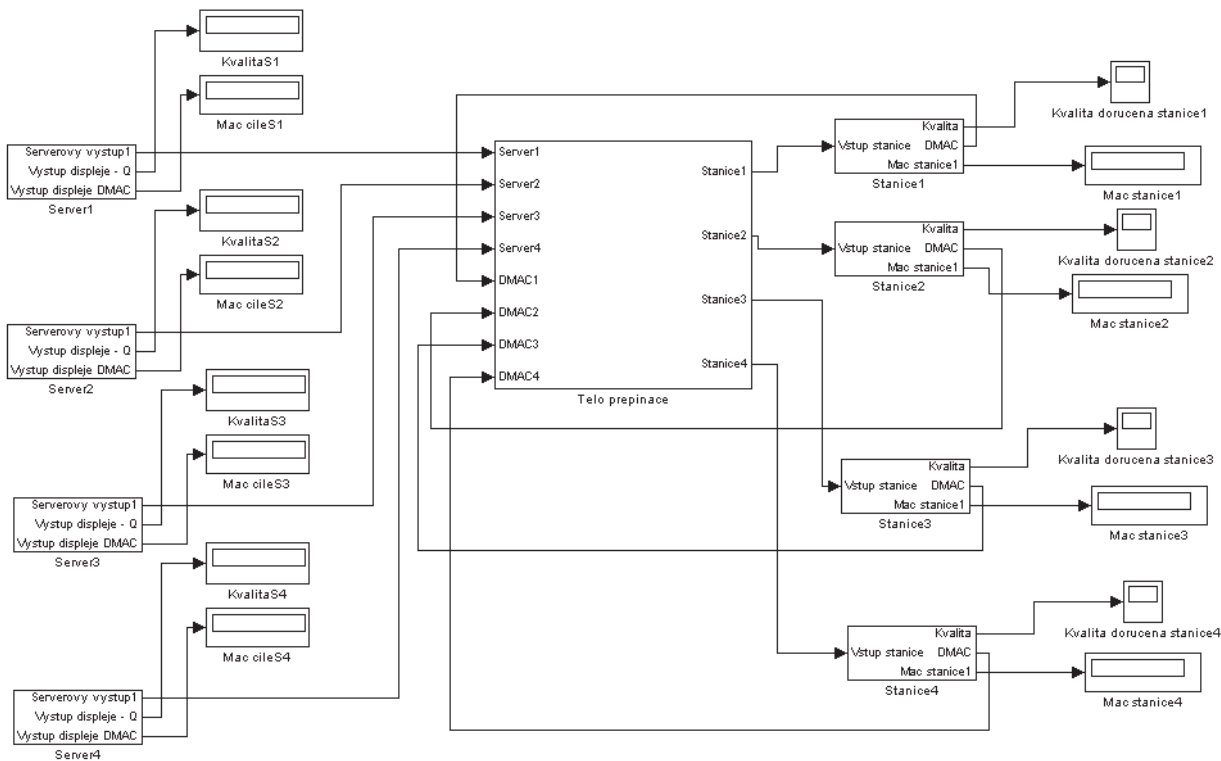 KvalitaS1
Mac cileS1
Serverovy vystup1
Vystup displeje - Q
Vystup displeje DMAC
Server1
KvalitaS2
Mac cileS2
Serverovy vystup1
Vystup displeje - Q
Vystup displeje DMAC
Server2
KvalitaS3
Mac cileS3
Serverovy vystup1
Vystup displeje - Q
Vystup displeje DMAC
Server3
KvalitaS4
Mac cileS4
Serverovy vystup1
Vystup displeje - Q
Vystup displeje DMAC
Server4
Server1
Server2
Server3
Server4
DMAC1
DMAC2
DMAC3
DMAC4
Stanice1
Stanice2
Stanice3
Stanice4
Telo prepinace
Vstup stanice
Kvalita
DMAC
Mac stanice1
Stanice1
Kvalita dorucena stanice1
Mac stanice1
Vstup stanice
Kvalita
DMAC
Mac stanice1
Stanice2
Kvalita dorucena stanice2
Mac stanice2
Vstup stanice
Kvalita
DMAC
Mac stanice1
Stanice3
Kvalita dorucena stanice3
Mac stanice3
Vstup stanice
Kvalita
DMAC
Mac stanice1
Stanice4
Kvalita dorucena stanice4
Mac stanice4